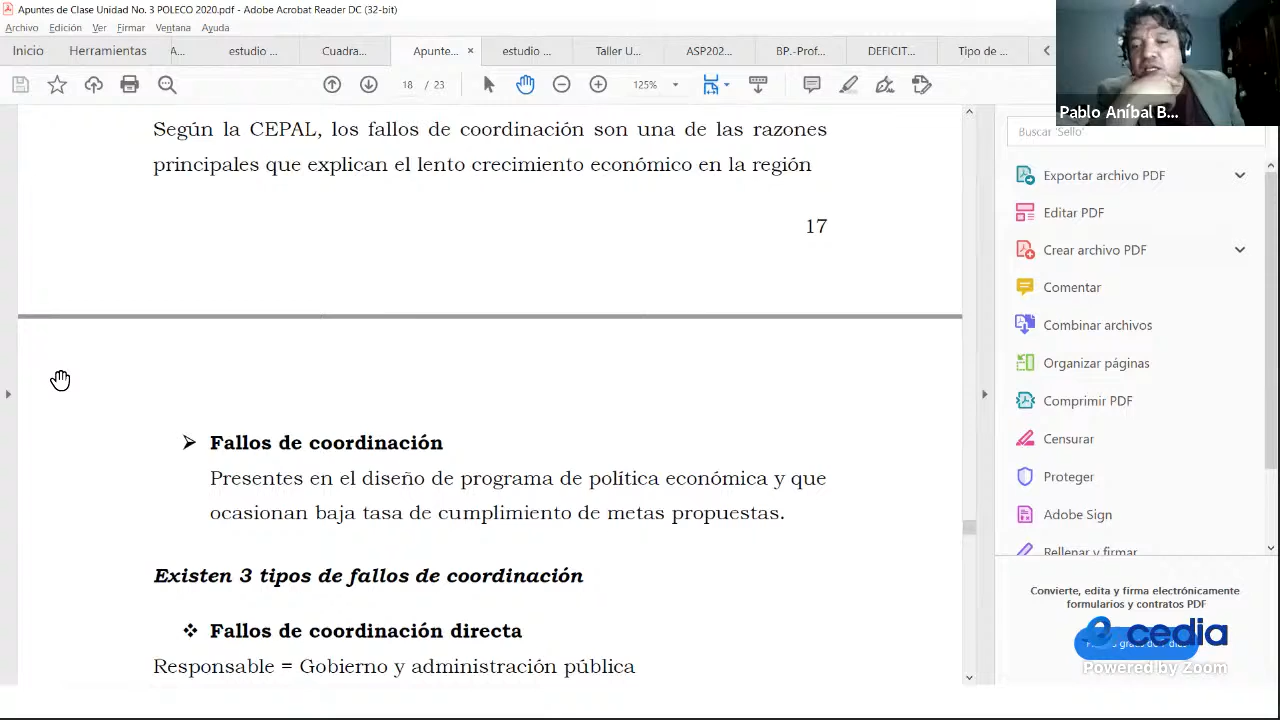 Apuntes de Clase Unidad No. 3 POLECO 2020.pdf - Adobe Acrobat Reader DC (32-bit)
Archivo Edición Ver Firmar Ventana Ayuda
Inicio Herramientas A... estudio ... Cuadra... Apunte... × estudio ... Taller U... ASP202... BP.-Prof... DEFICIT... Tipo de ...
18 / 23 125%
Pablo Aníbal B...
Buscar 'Sello'
Según la CEPAL, los fallos de coordinación son una de las razones
principales que explican el lento crecimiento económico en la región
17
Fallos de coordinación
Presentes en el diseño de programa de política económica y que
ocasionan baja tasa de cumplimiento de metas propuestas.
Existen 3 tipos de fallos de coordinación
Fallos de coordinación directa
Responsable = Gobierno y administración pública
Exportar archivo PDF
Editar PDF
Crear archivo PDF
Comentar
Combinar archivos
Organizar páginas
Comprimir PDF
Censurar
Proteger
Adobe Sign
Rellenar y firmar
Convierte, edita y firma electrónicamente
formularios y contratos PDF
cedia
Powered by Zoom